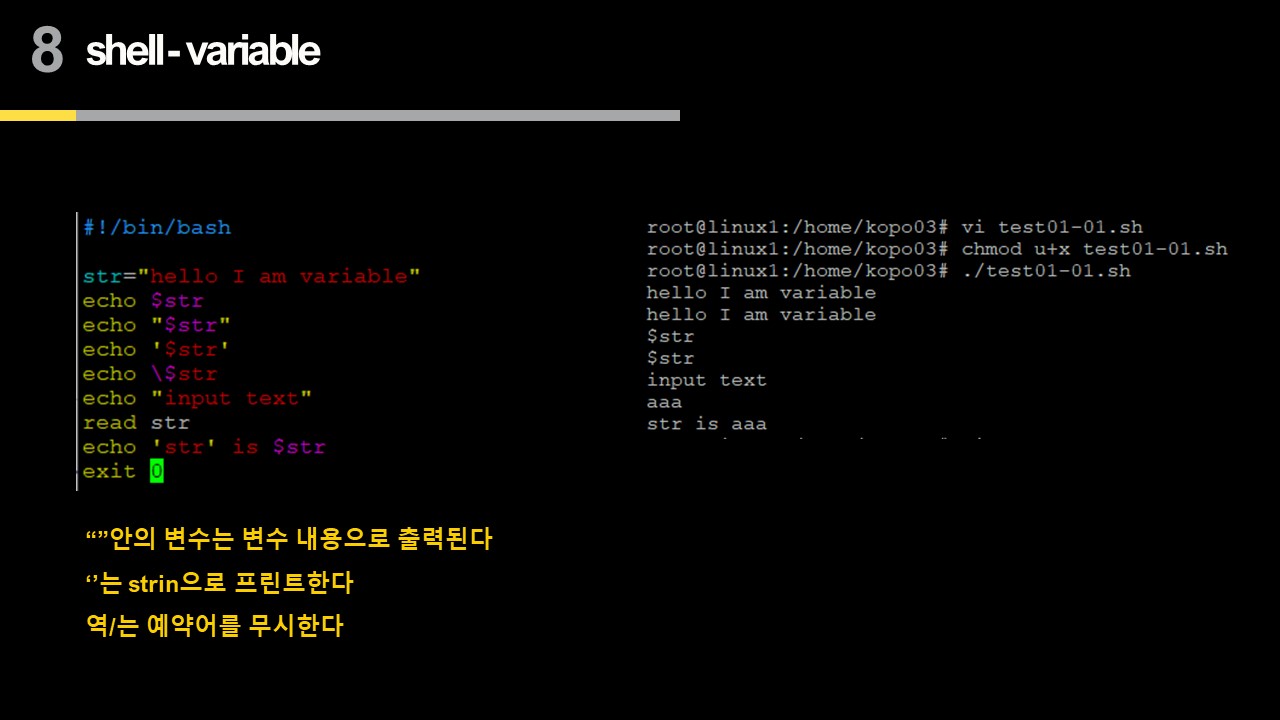 8 shell - variable
#!/bin/bash
str="hello I am variable"
echo $str
echo "$str"
echo '$str'
echo \$str
echo "input text"
read str
echo 'str' is $str
exit 0
root@linux1:/home/kopo03# vi test01-01.sh
root@linux1:/home/kopo03# chmod u+x test01-01.sh
root@linux1:/home/kopo03# ./test01-01.sh
hello I am variable
hello I am variable
$str
$str
input text
aaa
str is aaa
“”안의 변수는 변수 내용으로 출력된다
‘’는 strin으로 프린트한다
역/는 예약어를 무시한다